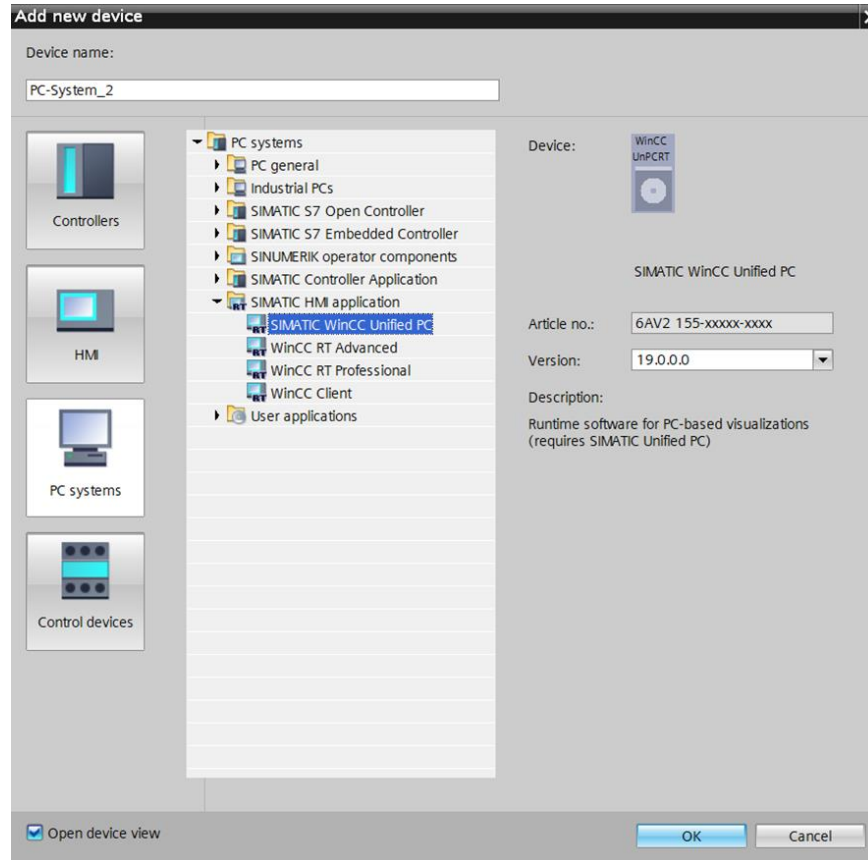 Add new device
Device name:
PC-System_2
Controllers
HMI
PC systems
Control devices
PC systems
PC general
Industrial PCs
SIMATIC S7 Open Controller
SIMATIC S7 Embedded Controller
SINUMERIK operator components
SIMATIC Controller Application
SIMATIC HMI application
SIMATIC WinCC Unified PC
WinCC RT Advanced
WinCC RT Professional
WinCC Client
User applications
Device:
WinCC
UnPCRT
SIMATIC WinCC Unified PC
Article no.: 6AV2 155-xxxxx-xxxx
Version: 19.0.0.0
Description:
Runtime software for PC-based visualizations
(requires SIMATIC Unified PC)
Open device view
OK Cancel